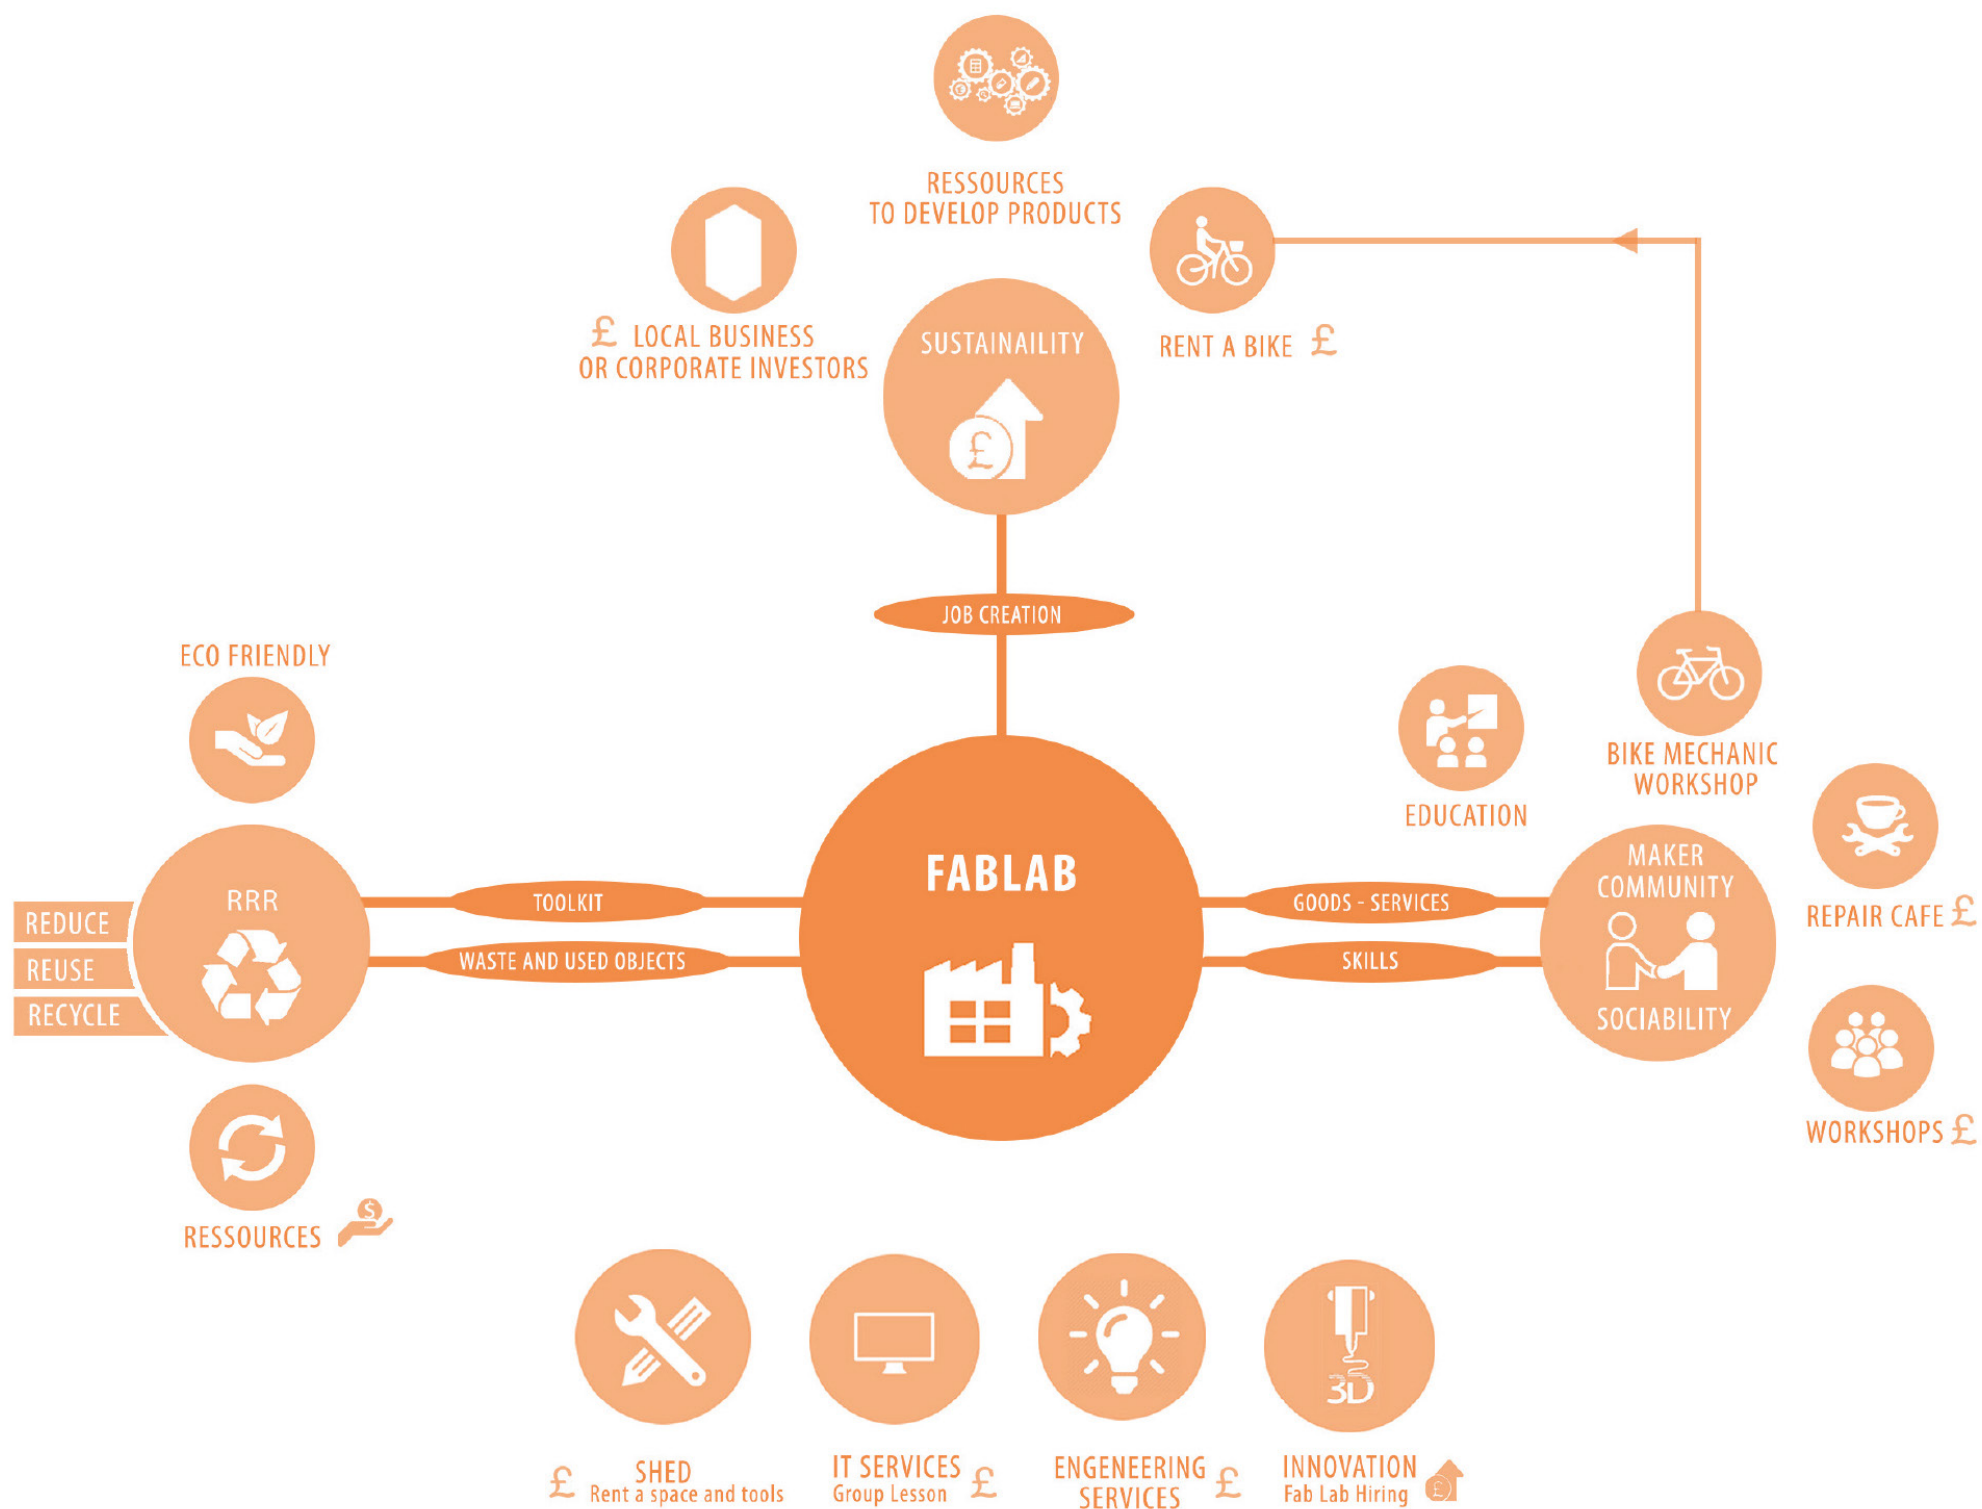 RESSOURCES
TO DEVELOP PRODUCTS
£ LOCAL BUSINESS
OR CORPORATE INVESTORS
SUSTAINAILITY
£
RENT A BIKE £
JOB CREATION
ECO FRIENDLY
EDUCATION
BIKE MECHANIC
WORKSHOP
RRR
REDUCE
REUSE
RECYCLE
TOOLKIT
WASTE AND USED OBJECTS
FABLAB
GOODS - SERVICES
SKILLS
MAKER
COMMUNITY
SOCIABILITY
REPAIR CAFE £
WORKSHOPS £
RESSOURCES
$
3D
£ SHED
Rent a space and tools
IT SERVICES £
Group Lesson
ENGENEERING £
SERVICES
INNOVATION
Fab Lab Hiring £